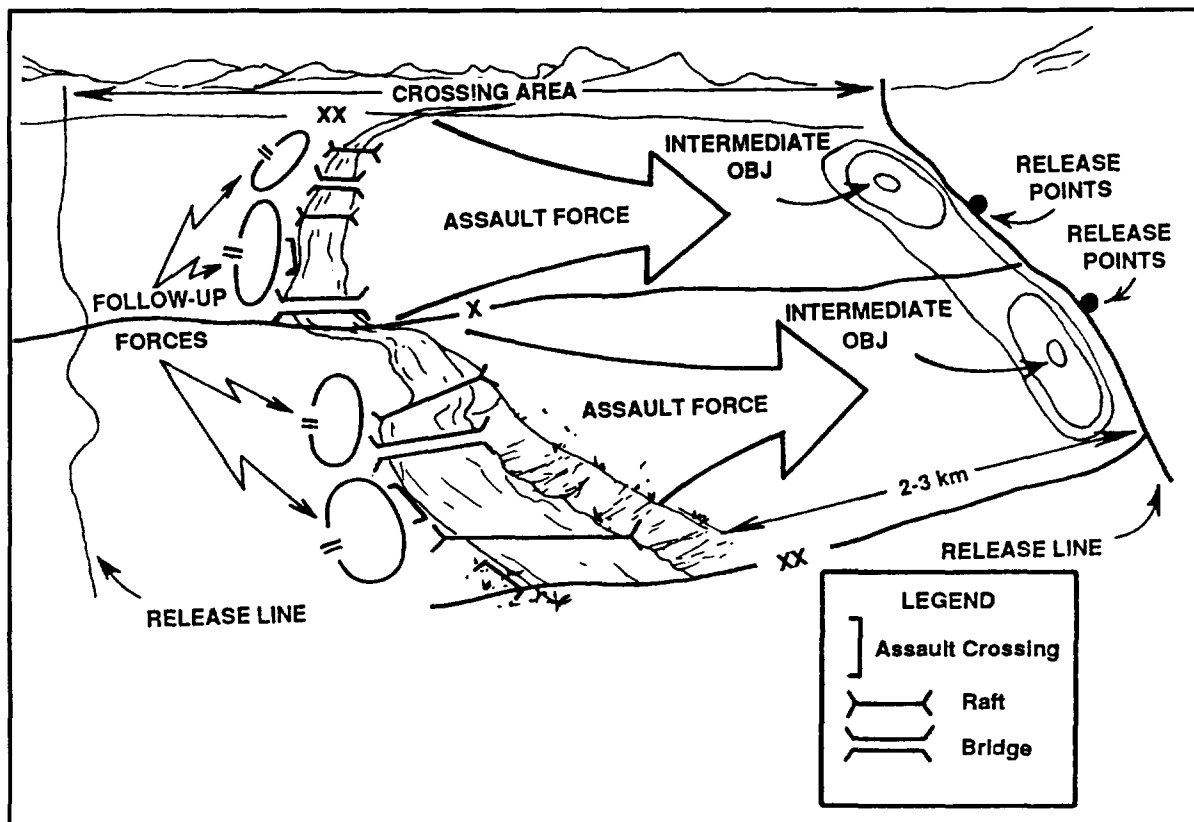 CROSSING AREA
XX
INTERMEDIATE
OBJ
RELEASE
POINTS
ASSAULT FORCE
RELEASE
POINTS
FOLLOW-UP
FORCES
X
INTERMEDIATE
OBJ
ASSAULT FORCE
2-3 km
XX
RELEASE LINE
RELEASE LINE
LEGEND
Assault Crossing
Raft
Bridge